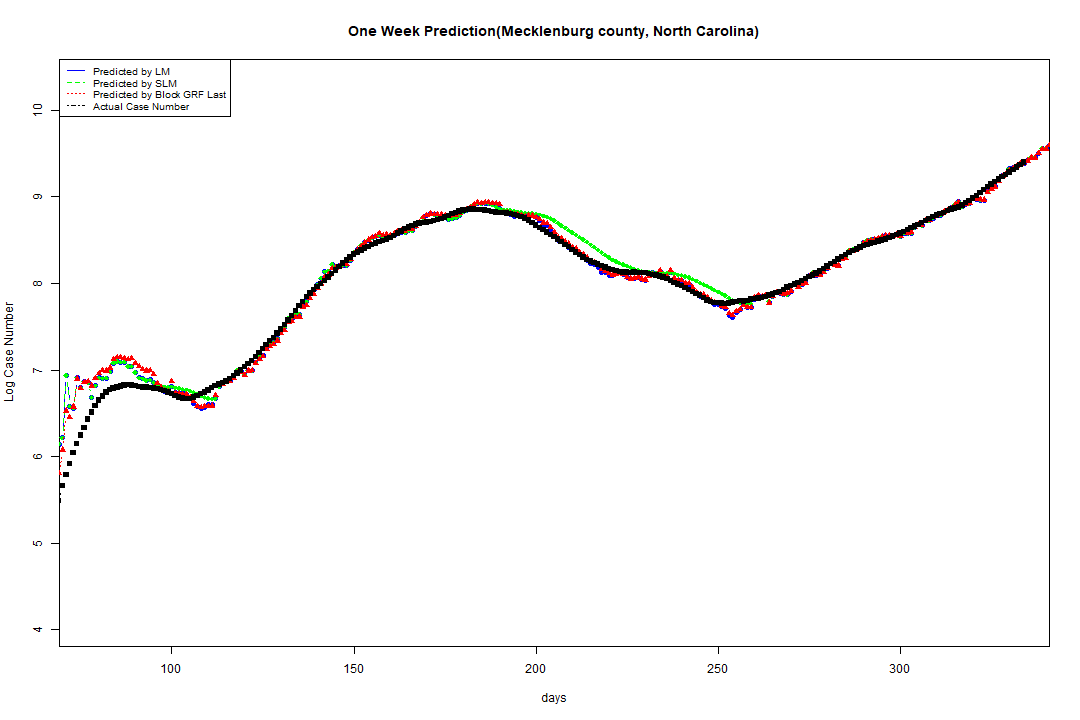 One Week Prediction(Mecklenburg county, North Carolina)
Predicted by LM
Predicted by SLM
Predicted by Block GRF Last
Actual Case Number
10
9
8
7
6
5
4
Log Case Number
100 150 200 250 300
days